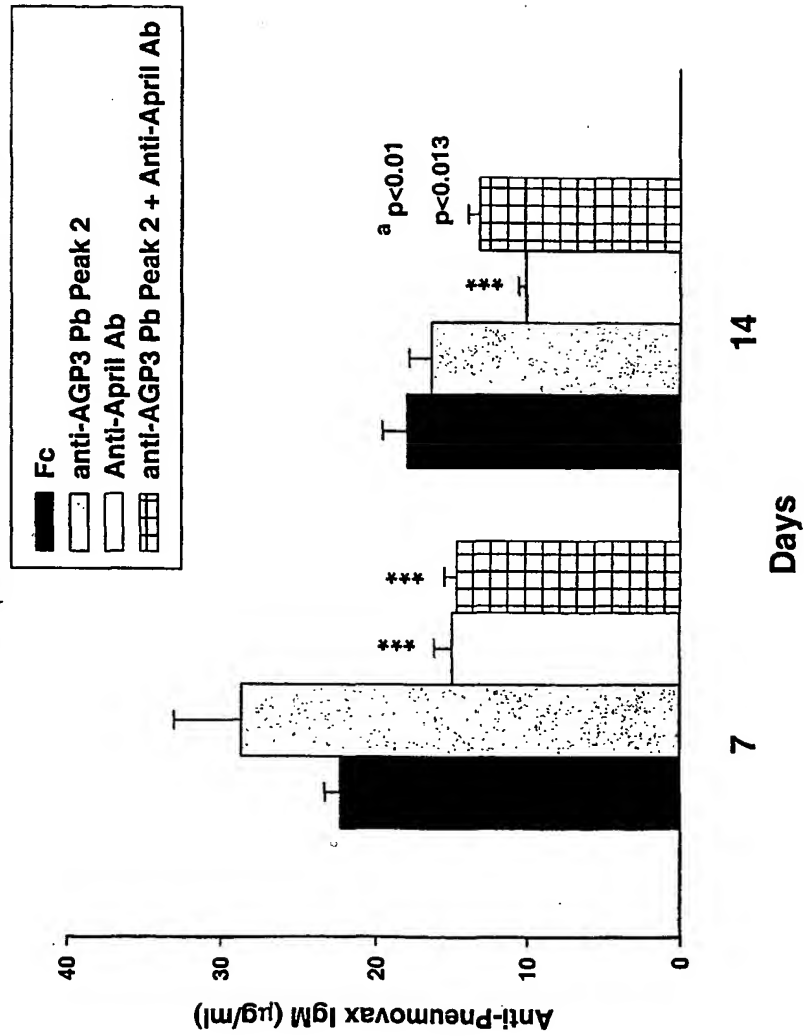 Fc
anti-AGP3 Pb Peak 2
Anti-April Ab
anti-AGP3 Pb Peak 2 + Anti-April Ab
Anti-Pneumovax IgM (µg/ml)
40
30
20
10
0
***
***
***
a p<0.01
p<0.013
7
14
Days